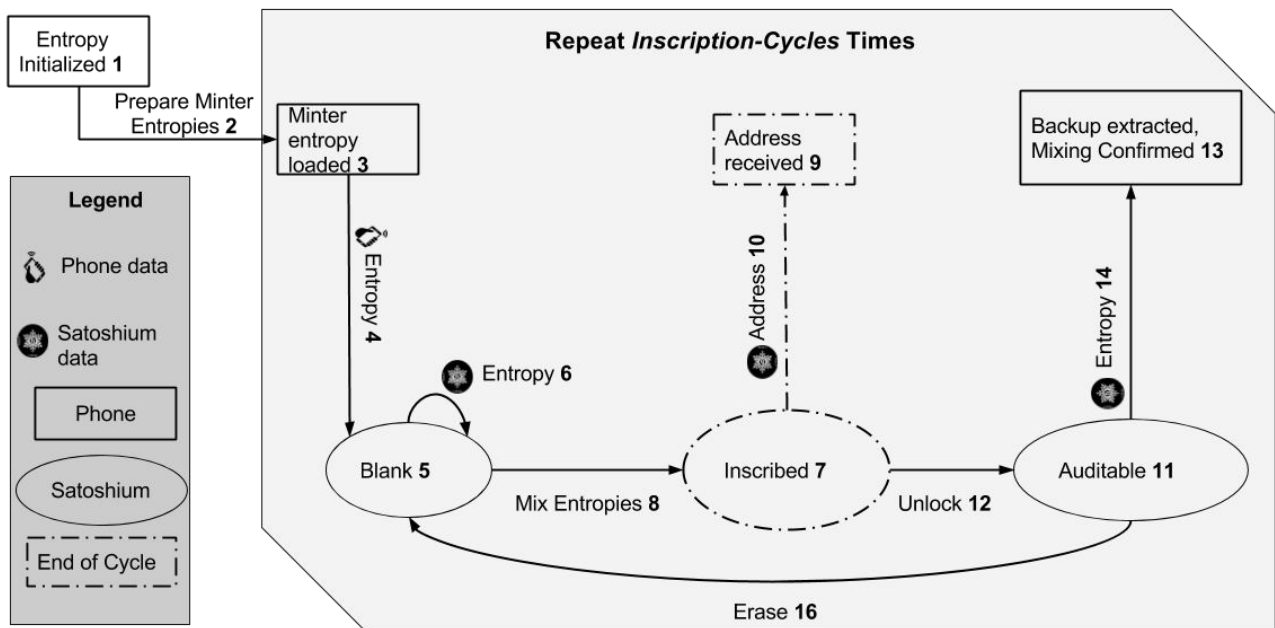 Entropy
Initialized 1
Repeat Inscription-Cycles Times
Prepare Minter
Entropies 2
Minter
entropy
loaded 3
Address
received 9
Backup extracted,
Mixing Confirmed 13
Legend
Phone data
Satoshium
data
Phone
Satoshium
End of Cycle
Entropy 4
Entropy 6
Address 10
Entropy 14
Blank 5
Mix Entropies 8
Inscribed 7
Unlock 12
Auditable 11
Erase 16